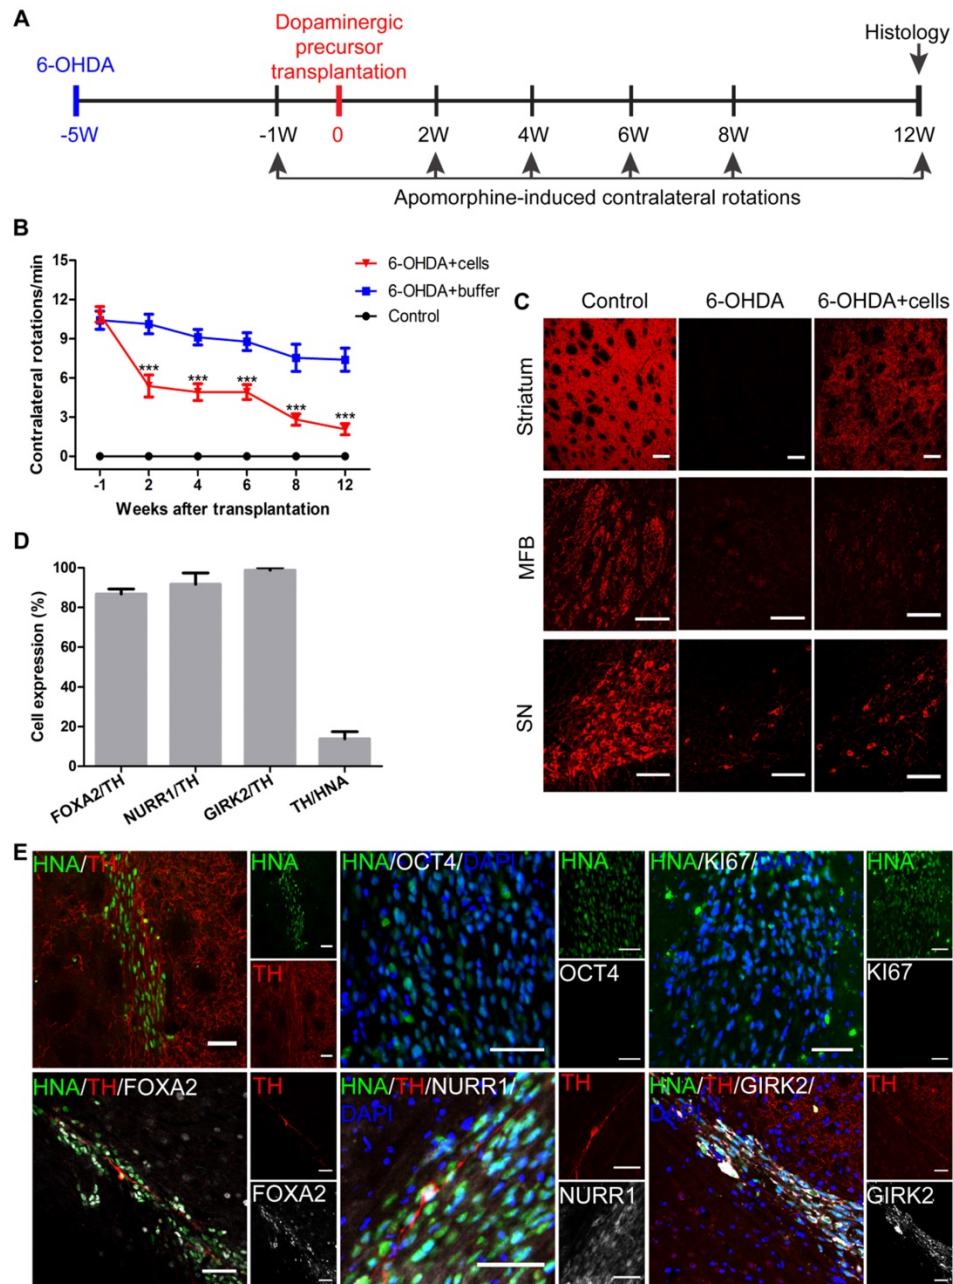 A
Dopaminergic
precursor
transplantation
Histology
6-OHDA
-5W
-1W
0
2W
4W
6W
8W
12W
Apomorphine-induced contralateral rotations
B
Contralateral rotations/min
15
12
9
6
3
0
*** *** *** *** ***
-1 2 4 6 8 12
Weeks after transplantation
6-OHDA+cells
6-OHDA+buffer
Control
C
Control 6-OHDA 6-OHDA+cells
Striatum
MFB
SN
D
Cell expression (%)
100
80
60
40
20
0
FOXA2/TH NURR1/TH GIRK2/TH TH/HNA
E
HNA/TH
HNA
TH
HNA/OCT4/DAPI
HNA
OCT4
HNA/KI67/DAPI
HNA
KI67
HNA/TH/FOXA2
TH
FOXA2
HNA/TH/NURR1/
DAPI
TH
NURR1
HNA/TH/GIRK2/
DAPI
TH
GIRK2